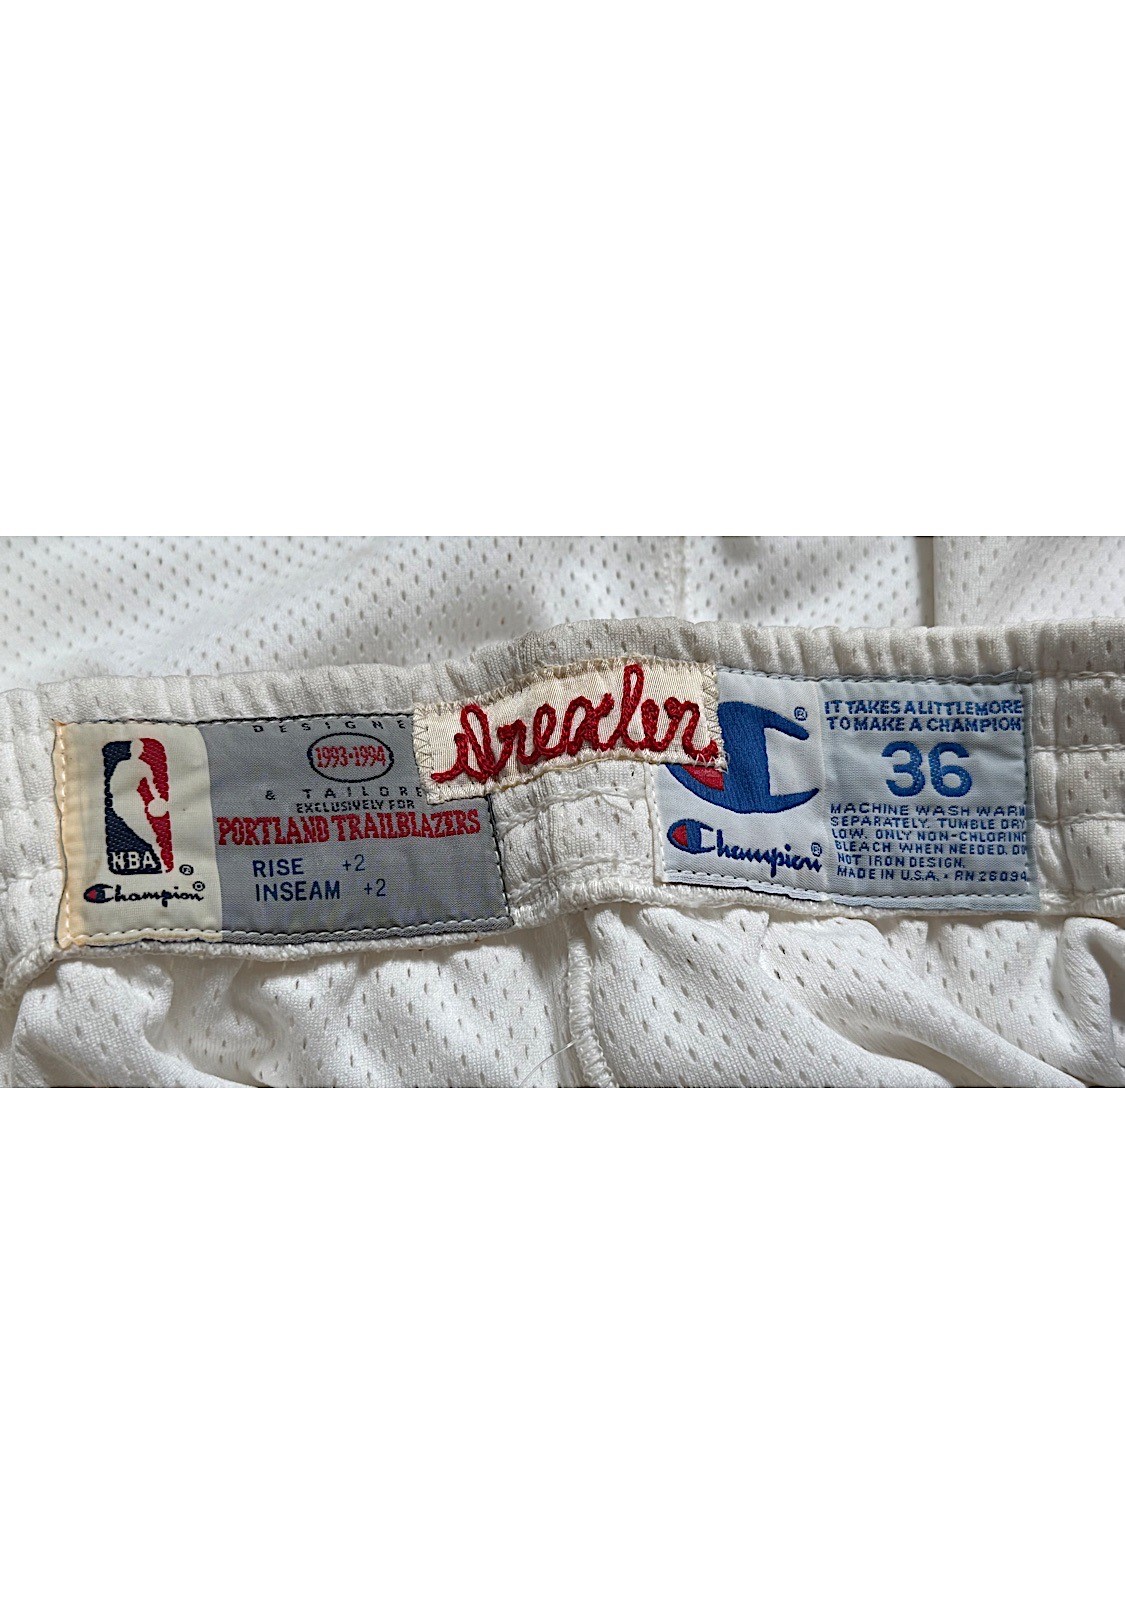 DESIGNE
1993-1994
& TAILORE
EXCLUSIVELY FOR
PORTLAND TRAILBLAZERS
RISE +2
INSEAM +2
NBA ®
Champion®
Drexler
®
Champion®
IT TAKES A LITTLE MORE
TO MAKE A CHAMPION
36
MACHINE WASH WARM
SEPARATELY. TUMBLE DRY
LOW. ONLY NON-CHLORINE
BLEACH WHEN NEEDED. DO
NOT IRON DESIGN.
MADE IN U.S.A. • RN 26094